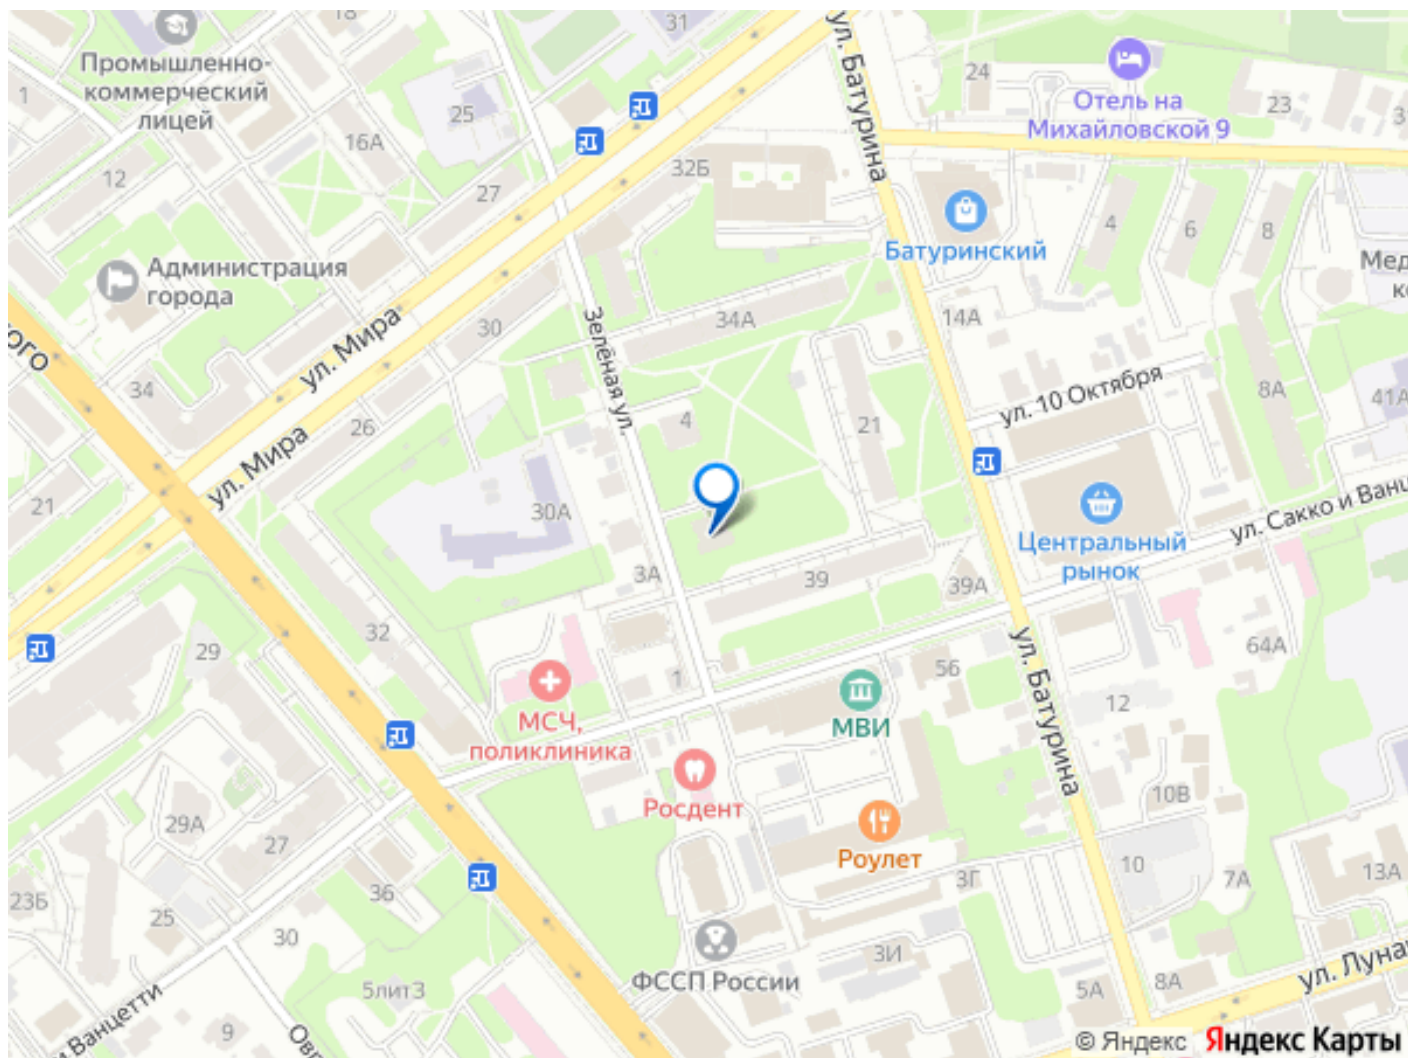 18
31
Промышленно-
коммерческий
лицей
1
25
16А
12
27
32Б
ул. Батурина
24
Отель на
Михайловской 9
23
Батуринский
4
6
8
Администрация
города
ул. Мира
30
34А
Зелёная ул.
14А
34
26
ул. Мира
4
21
ул. 10 Октября
8А
41А
21
30А
Центральный
рынок
ул. Сакко и Ванц
3А
39
39А
32
29
1
МСЧ,
поликлиника
56
МВИ
ул. Батурина
64А
12
Росдент
10В
29А
27
Роулет
3Г
10
7А
13А
36
23Б
25
30
ФССП России
3И
5лит3
5А
8А
ул. Луна
и Ванцетти
9
© Яндекс
Яндекс Карты